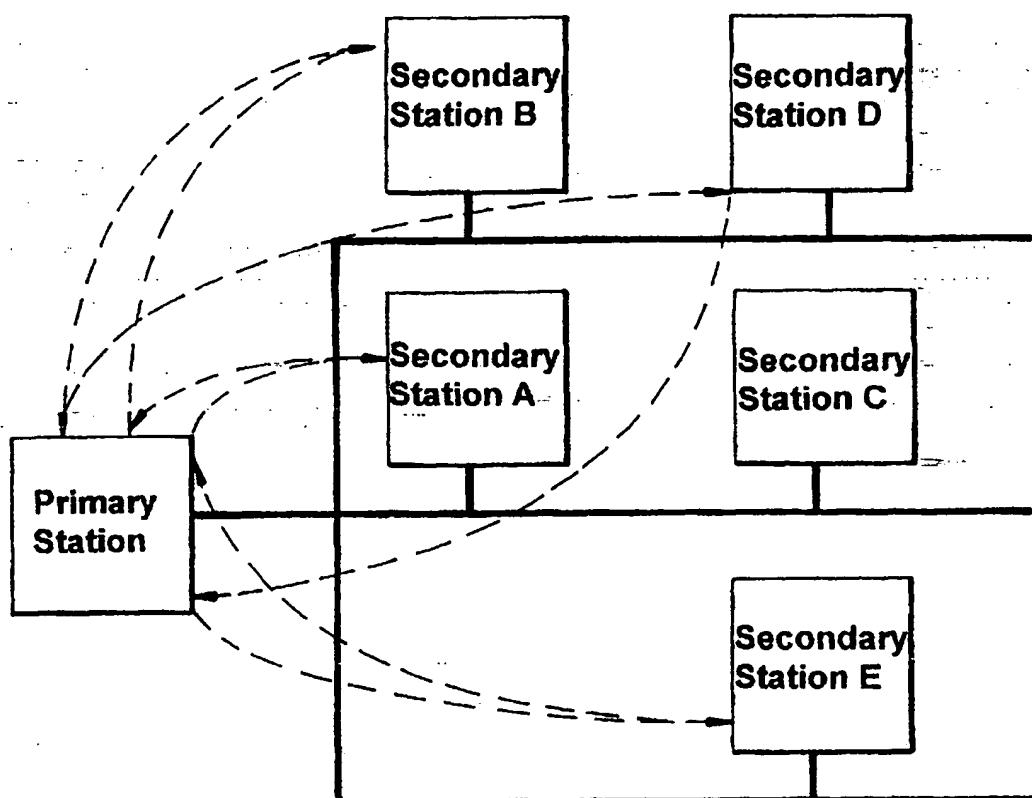 Secondary
Station B
Secondary
Station D
Secondary
Station A
Secondary
Station C
Primary
Station
Secondary
Station E